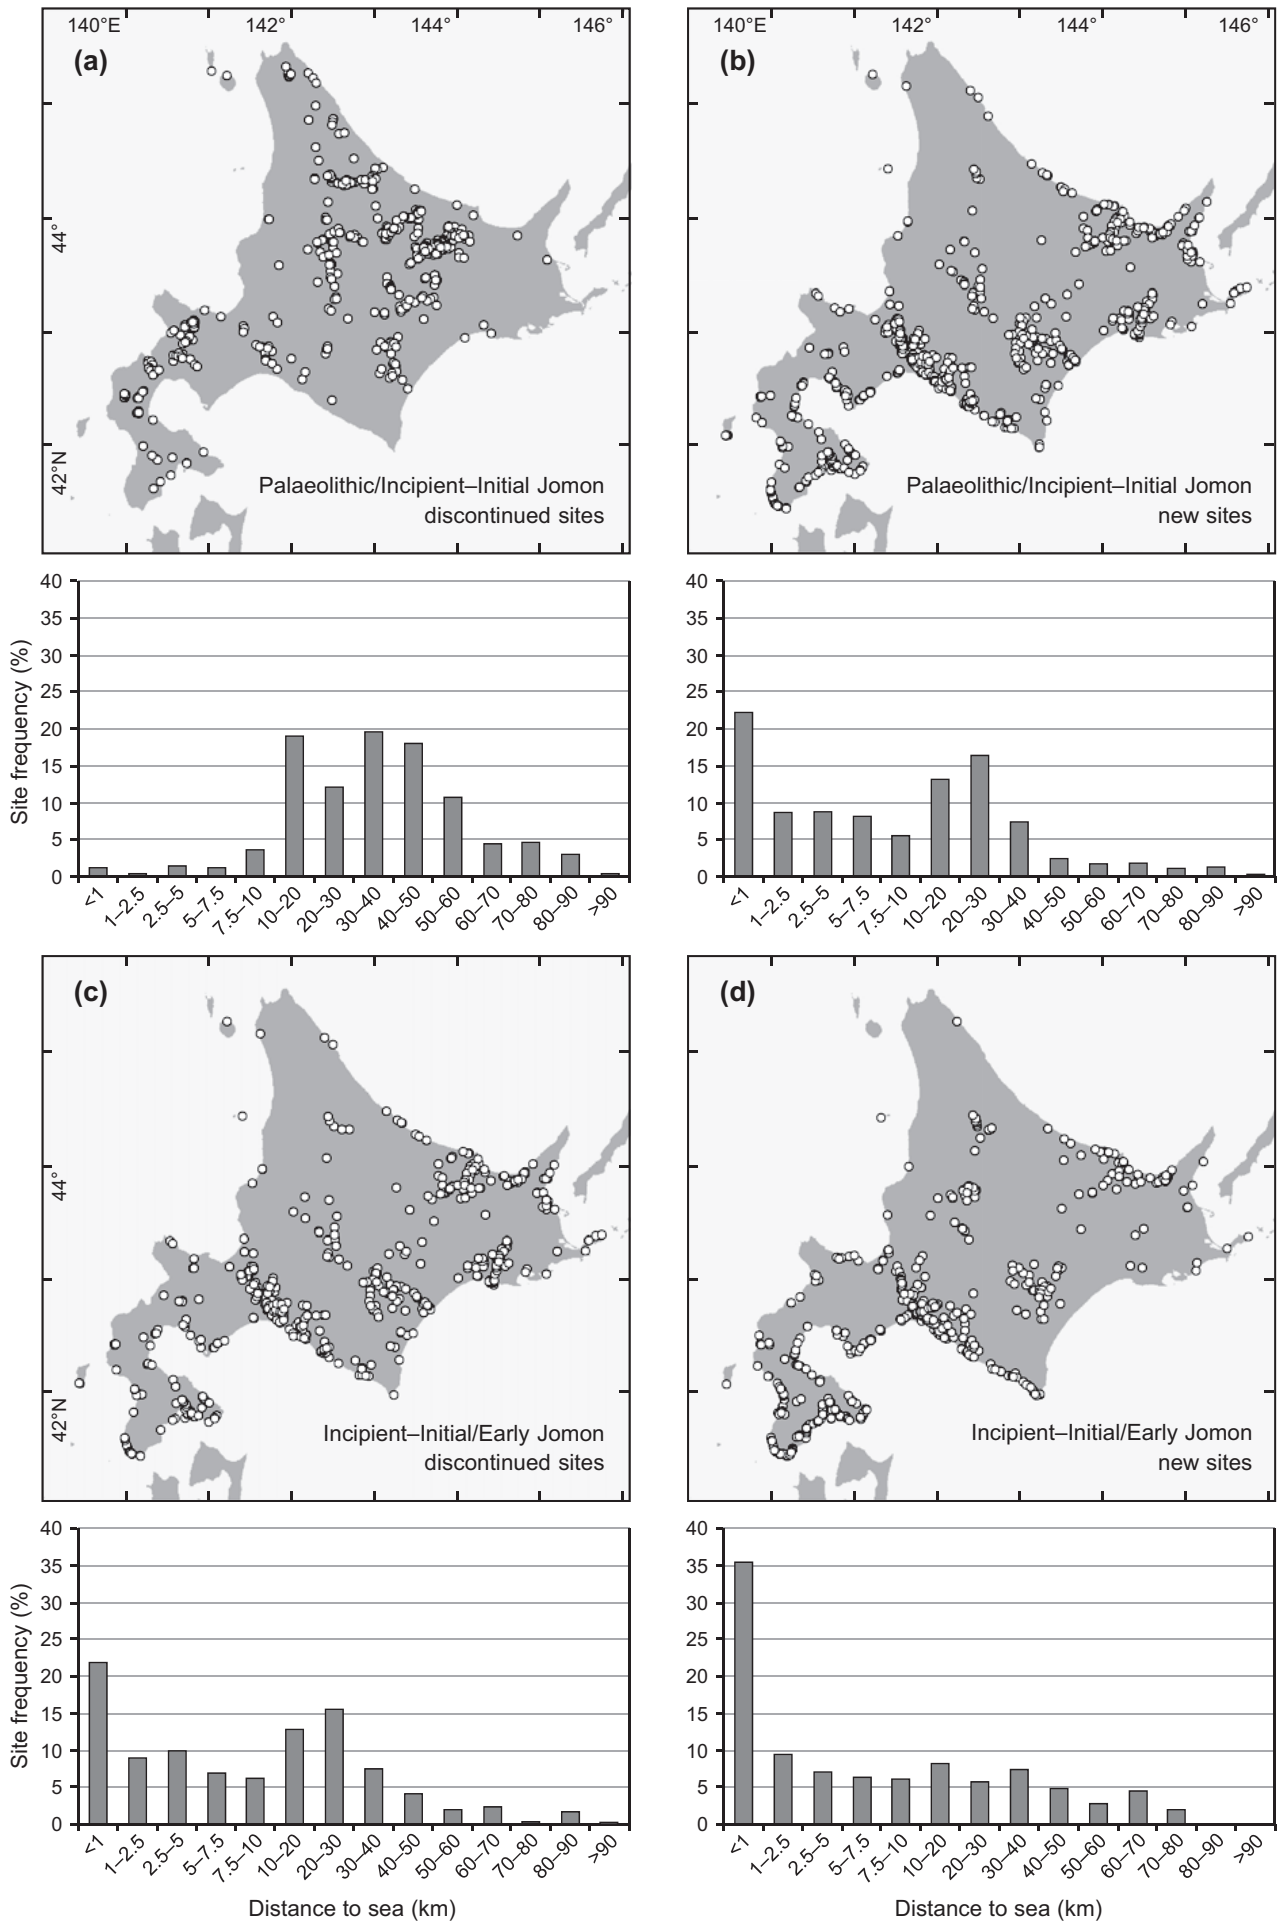 140°E 142° 144° 146°
140°E 142° 144° 146°
(a)
(b)
44°
42°N
Palaeolithic/Incipient–Initial Jomon
discontinued sites
Palaeolithic/Incipient–Initial Jomon
new sites
Site frequency (%)
40
35
30
25
20
15
10
5
0
<1 1–2.5 2.5–5 5–7.5 7.5–10 10–20 20–30 30–40 40–50 50–60 60–70 70–80 80–90 >90
40
35
30
25
20
15
10
5
0
<1 1–2.5 2.5–5 5–7.5 7.5–10 10–20 20–30 30–40 40–50 50–60 60–70 70–80 80–90 >90
(c)
(d)
44°
42°N
Incipient–Initial/Early Jomon
discontinued sites
Incipient–Initial/Early Jomon
new sites
Site frequency (%)
40
35
30
25
20
15
10
5
0
<1 1–2.5 2.5–5 5–7.5 7.5–10 10–20 20–30 30–40 40–50 50–60 60–70 70–80 80–90 >90
Distance to sea (km)
40
35
30
25
20
15
10
5
0
<1 1–2.5 2.5–5 5–7.5 7.5–10 10–20 20–30 30–40 40–50 50–60 60–70 70–80 80–90 >90
Distance to sea (km)